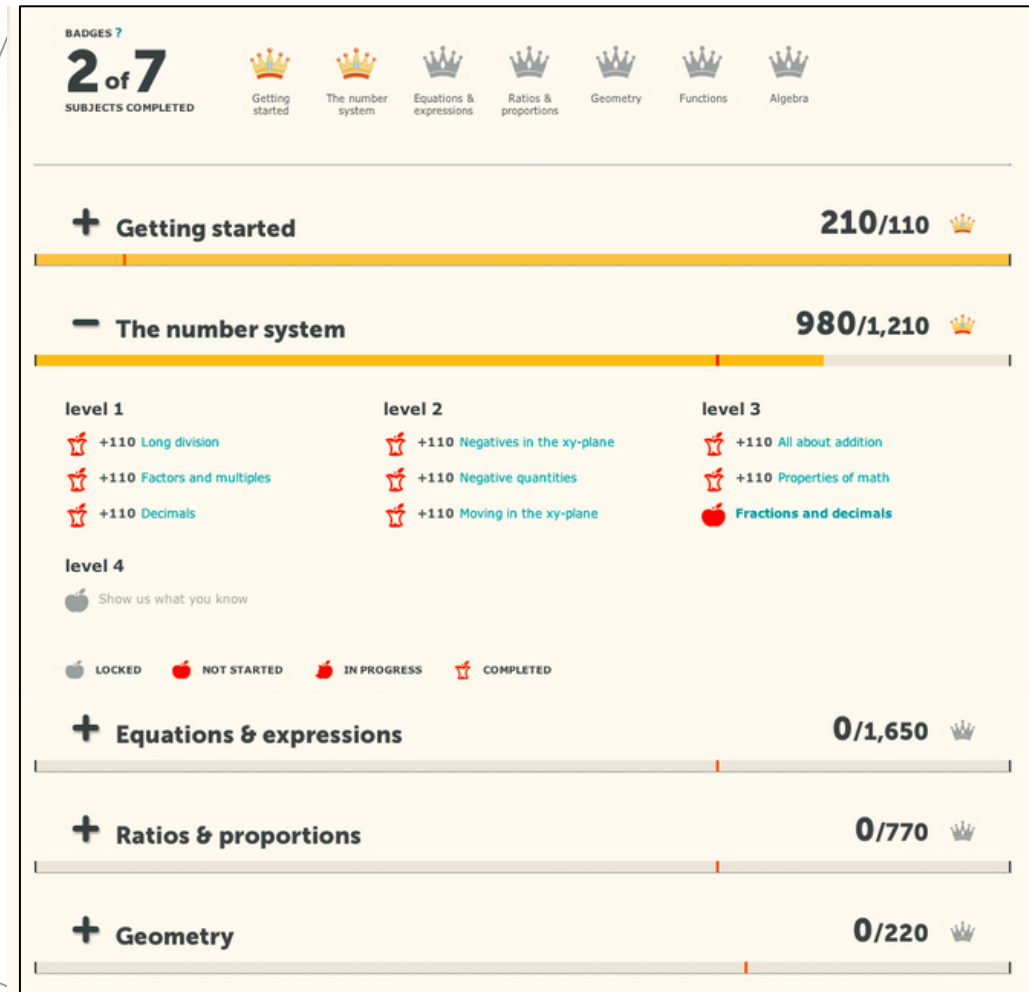 BADGES ?
2 of 7
SUBJECTS COMPLETED
Getting started
The number system
Equations & expressions
Ratios & proportions
Geometry
Functions
Algebra
+ Getting started 210/110
− The number system 980/1,210
level 1
+110 Long division
+110 Factors and multiples
+110 Decimals
level 2
+110 Negatives in the xy-plane
+110 Negative quantities
+110 Moving in the xy-plane
level 3
+110 All about addition
+110 Properties of math
Fractions and decimals
level 4
Show us what you know
LOCKED NOT STARTED IN PROGRESS COMPLETED
+ Equations & expressions 0/1,650
+ Ratios & proportions 0/770
+ Geometry 0/220